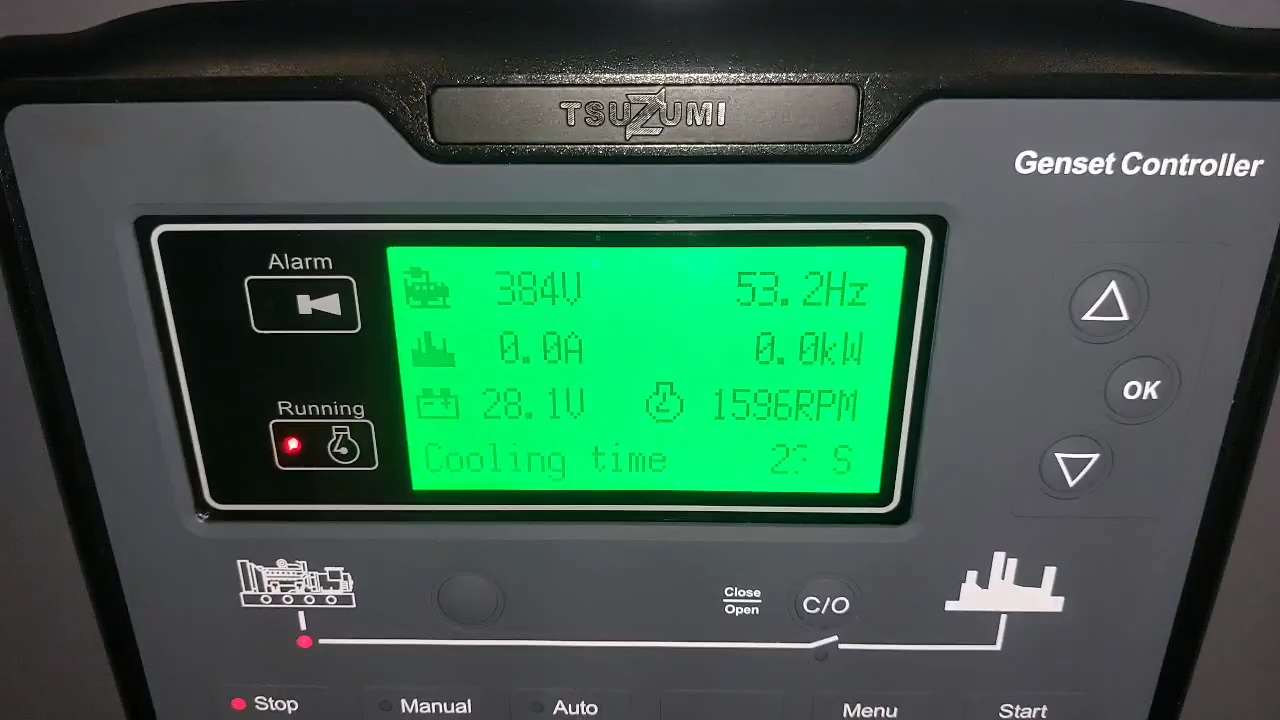 TSUZUMI
Genset Controller
Alarm
384V 53.2Hz
0.0A 0.0kW
28.1V 1596RPM
Running
Cooling time S
OK
Close
Open
C/O
Stop Manual Auto Menu Start